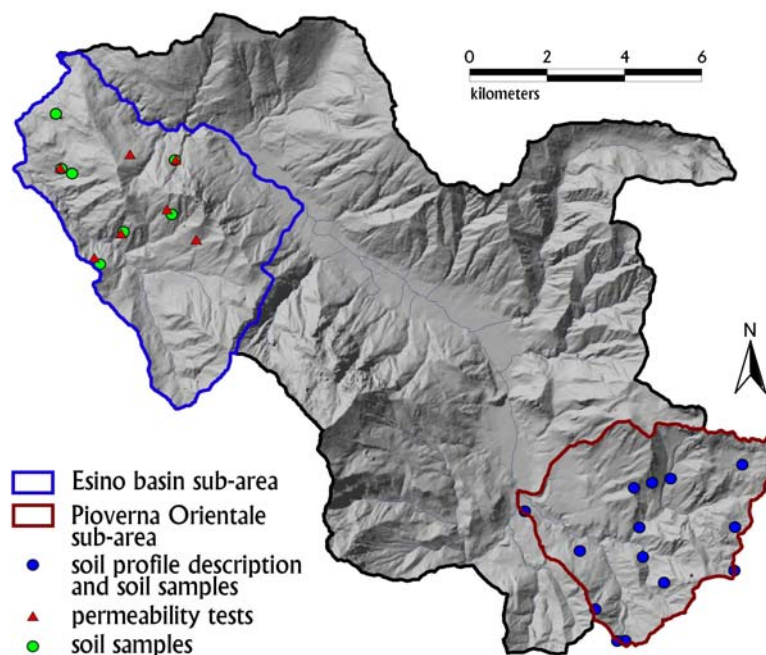 0 2 4 6
kilometers
N
Esino basin sub-area
Pioverna Orientale
sub-area
soil profile description
and soil samples
permeability tests
soil samples